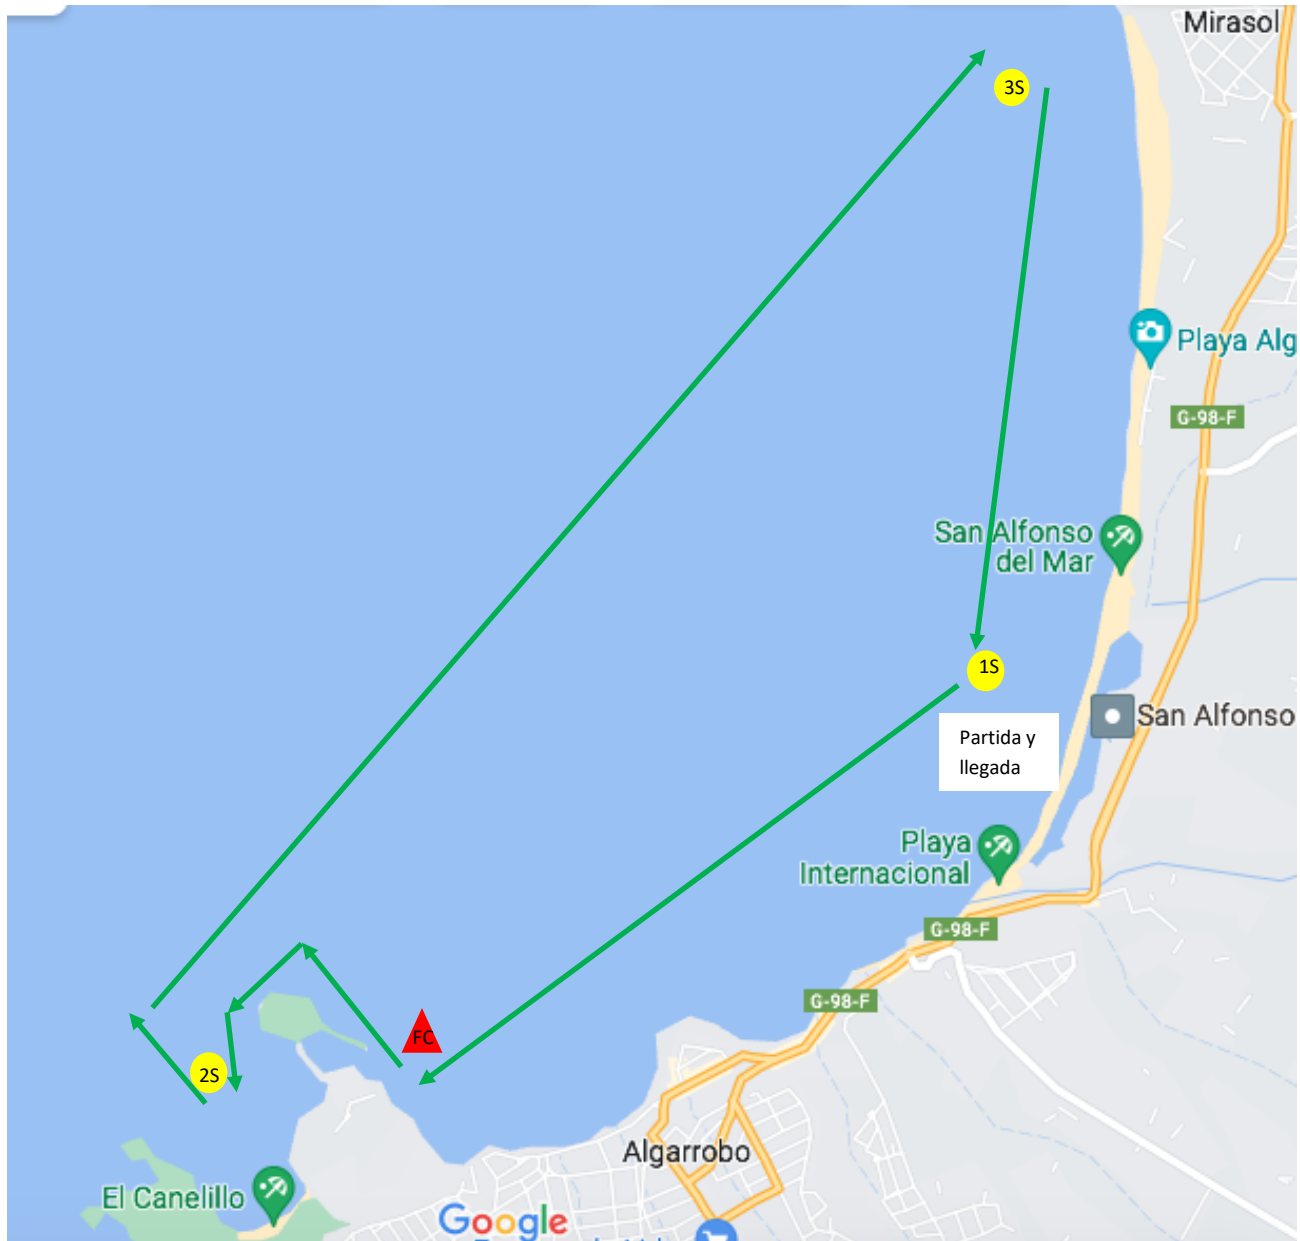 Mirasol
3S
Playa Alg
G-98-F
San Alfonso
del Mar
1S
San Alfonso
Partida y
llegada
Playa
Internacional
G-98-F
G-98-F
FC
2S
Algarrobo
El Canelillo
Google